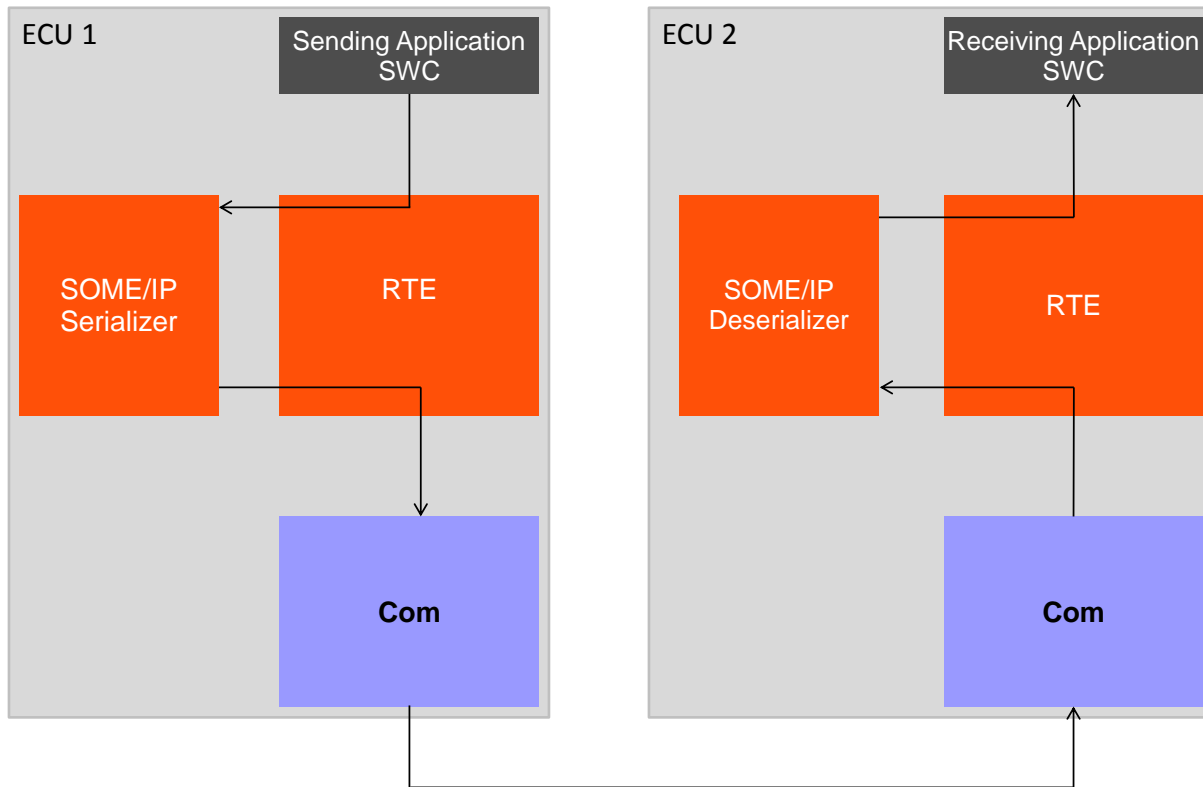 ECU 1
Sending Application
SWC
SOME/IP
Serializer
RTE
Com
ECU 2
Receiving Application
SWC
SOME/IP
Deserializer
RTE
Com